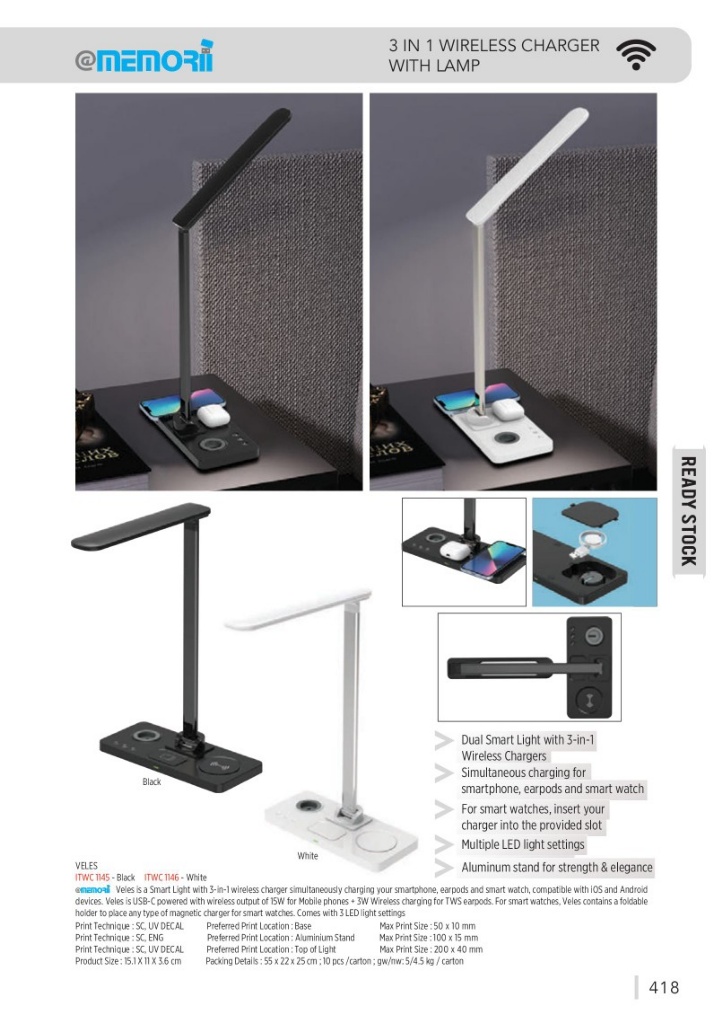 @memorii
3 IN 1 WIRELESS CHARGER
WITH LAMP
READY STOCK
Black
White
Dual Smart Light with 3-in-1
Wireless Chargers
Simultaneous charging for
smartphone, earpods and smart watch
For smart watches, insert your
charger into the provided slot
Multiple LED light settings
Aluminum stand for strength & elegance
VELES
ITWC 1145 - Black ITWC 1146 - White
@memorii Veles is a Smart Light with 3-in-1 wireless charger simultaneously charging your smartphone, earpods and smart watch, compatible with iOS and Android
devices. Veles is USB-C powered with wireless output of 15W for Mobile phones + 3W Wireless charging for TWS earpods. For smart watches, Veles contains a foldable
holder to place any type of magnetic charger for smart watches. Comes with 3 LED light settings
Print Technique : SC, UV DECAL Preferred Print Location : Base Max Print Size : 50 x 10 mm
Print Technique : SC, ENG Preferred Print Location : Aluminium Stand Max Print Size : 100 x 15 mm
Print Technique : SC, UV DECAL Preferred Print Location : Top of Light Max Print Size : 200 x 40 mm
Product Size : 15.1 X 11 X 3.6 cm Packing Details : 55 x 22 x 25 cm ; 10 pcs /carton ; gw/nw: 5/4.5 kg / carton
418